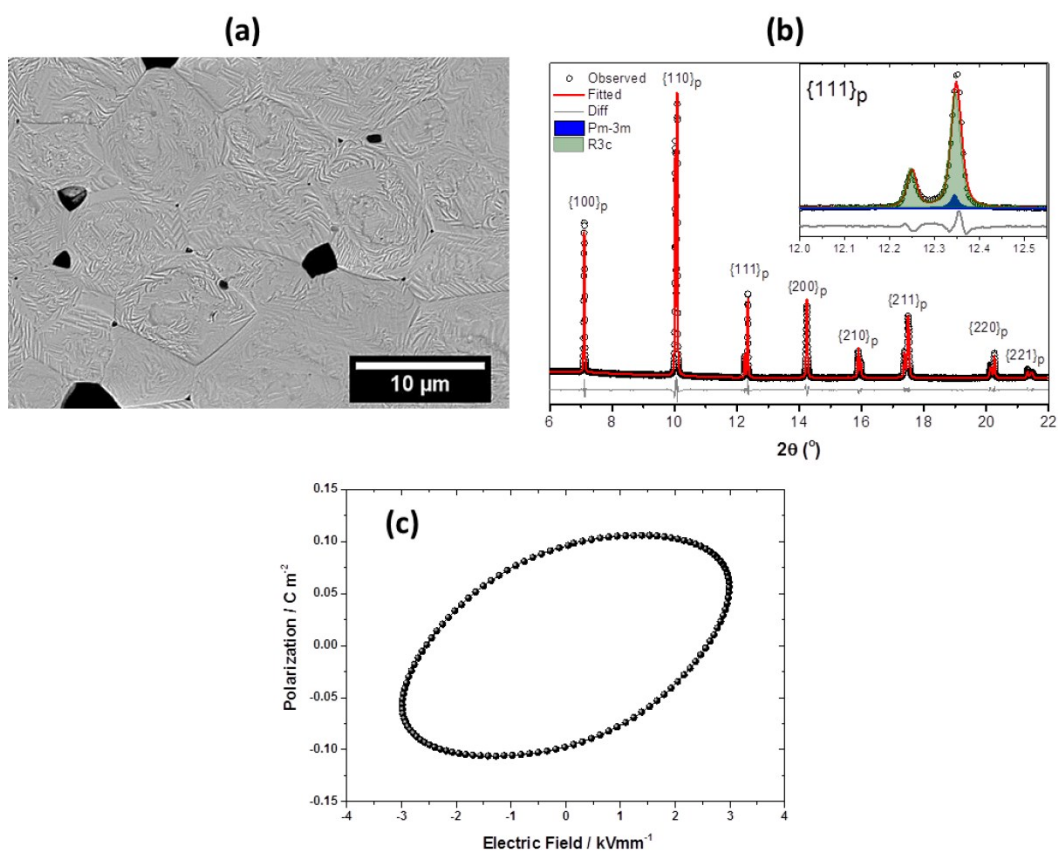 (a)
10 µm
(b)
Observed
Fitted
Diff
Pm-3m
R3c
{100}p
{110}p
{111}p
{200}p
{210}p
{211}p
{220}p
{221}p
{111}p
12.0 12.1 12.2 12.3 12.4 12.5
6 8 10 12 14 16 18 20 22
2θ (°)
(c)
0.15
0.10
0.05
0.00
-0.05
-0.10
-0.15
Polarization / C m⁻²
-4 -3 -2 -1 0 1 2 3 4
Electric Field / kVmm⁻¹